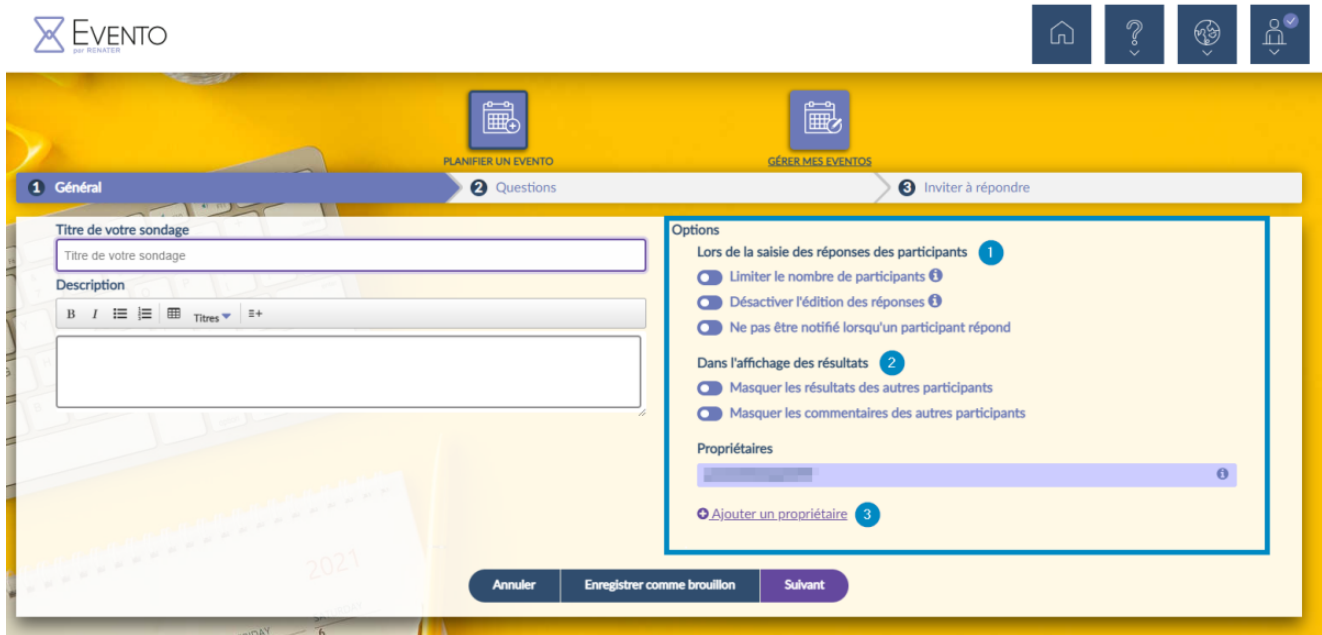 EVENTO
par RENATER
PLANIFIER UN EVENTO
GÉRER MES EVENTOS
1 Général
2 Questions
3 Inviter à répondre
Titre de votre sondage
Titre de votre sondage
Description
B I Titres
Options
Lors de la saisie des réponses des participants 1
Limiter le nombre de participants
Désactiver l'édition des réponses
Ne pas être notifié lorsqu'un participant répond
Dans l'affichage des résultats 2
Masquer les résultats des autres participants
Masquer les commentaires des autres participants
Propriétaires
Ajouter un propriétaire 3
2021
Annuler
Enregistrer comme brouillon
Suivant
6